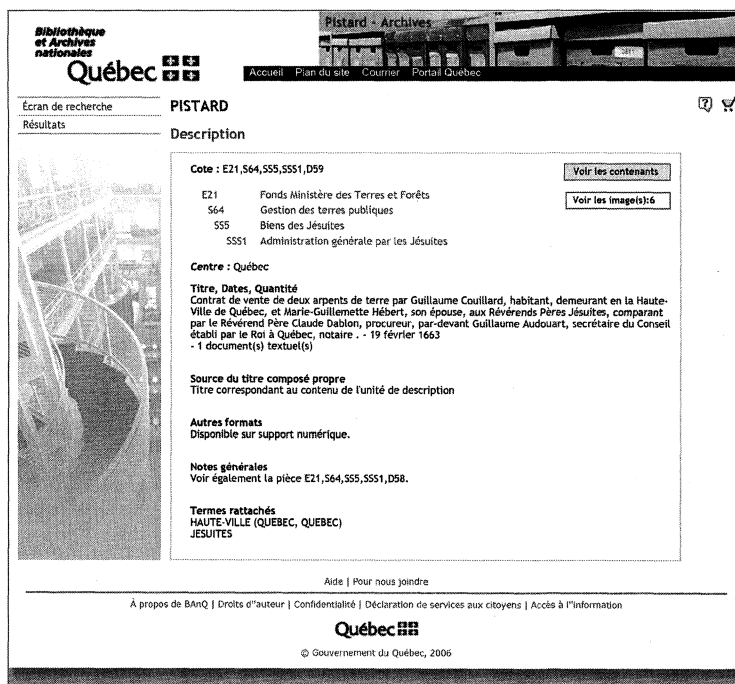 Bibliothèque
et Archives
nationales
Québec
Pistard - Archives
Accueil Plan du site Courrier Portail Québec
Écran de recherche
Résultats
PISTARD
Description
Cote : E21,S64,SS5,SSS1,D59
Voir les contenants
Voir les image(s):6
E21 Fonds Ministère des Terres et Forêts
S64 Gestion des terres publiques
SS5 Biens des Jésuites
SSS1 Administration générale par les Jésuites
Centre : Québec
Titre, Dates, Quantité
Contrat de vente de deux arpents de terre par Guillaume Couillard, habitant, demeurant en la Haute-
Ville de Québec, et Marie-Guillemette Hébert, son épouse, aux Révérends Pères Jésuites, comparant
par le Révérend Père Claude Dablon, procureur, par-devant Guillaume Audouart, secrétaire du Conseil
établi par le Roi à Québec, notaire . - 19 février 1663
- 1 document(s) textuel(s)
Source du titre composé propre
Titre correspondant au contenu de l'unité de description
Autres formats
Disponible sur support numérique.
Notes générales
Voir également la pièce E21,S64,SS5,SSS1,D58.
Termes rattachés
HAUTE-VILLE (QUEBEC, QUEBEC)
JESUITES
Aide | Pour nous joindre
À propos de BAnQ | Droits d"auteur | Confidentialité | Déclaration de services aux citoyens | Accès à l"information
Québec
© Gouvernement du Québec, 2006